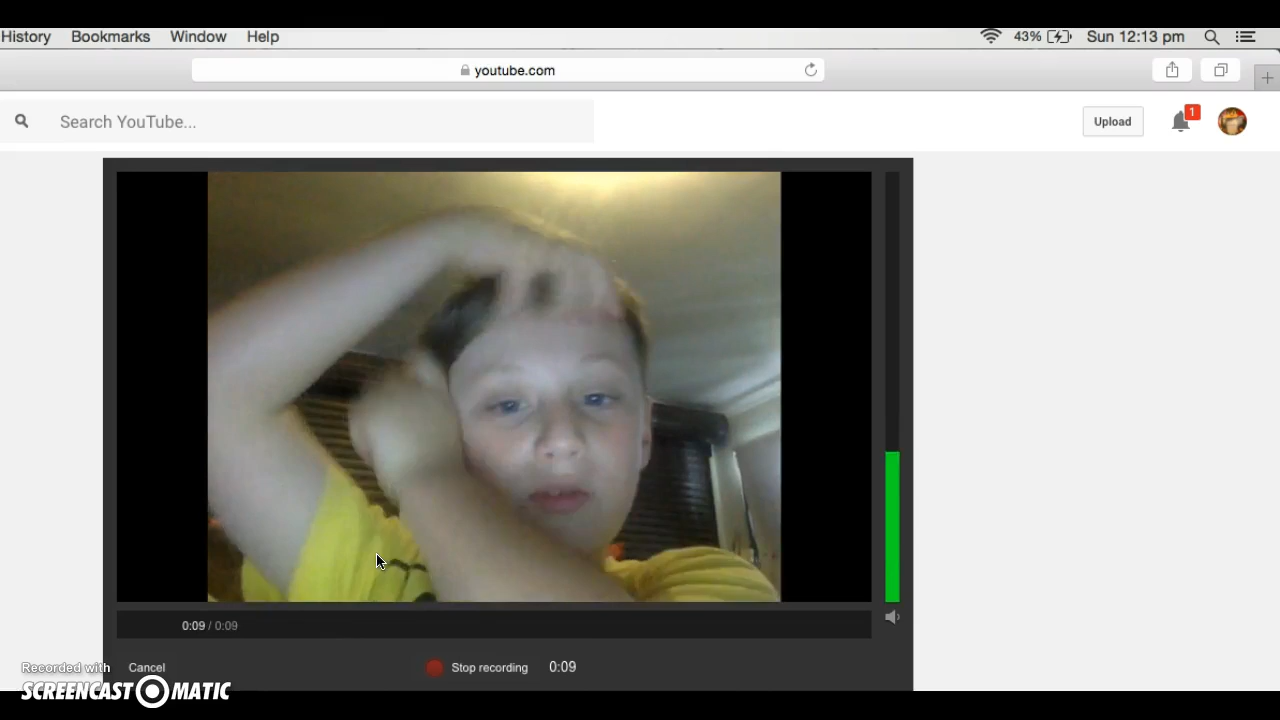 History Bookmarks Window Help 43% Sun 12:13 pm
youtube.com
Search YouTube... Upload 1
0:09 / 0:09
Recorded with Cancel Stop recording 0:09
SCREENCAST MATIC